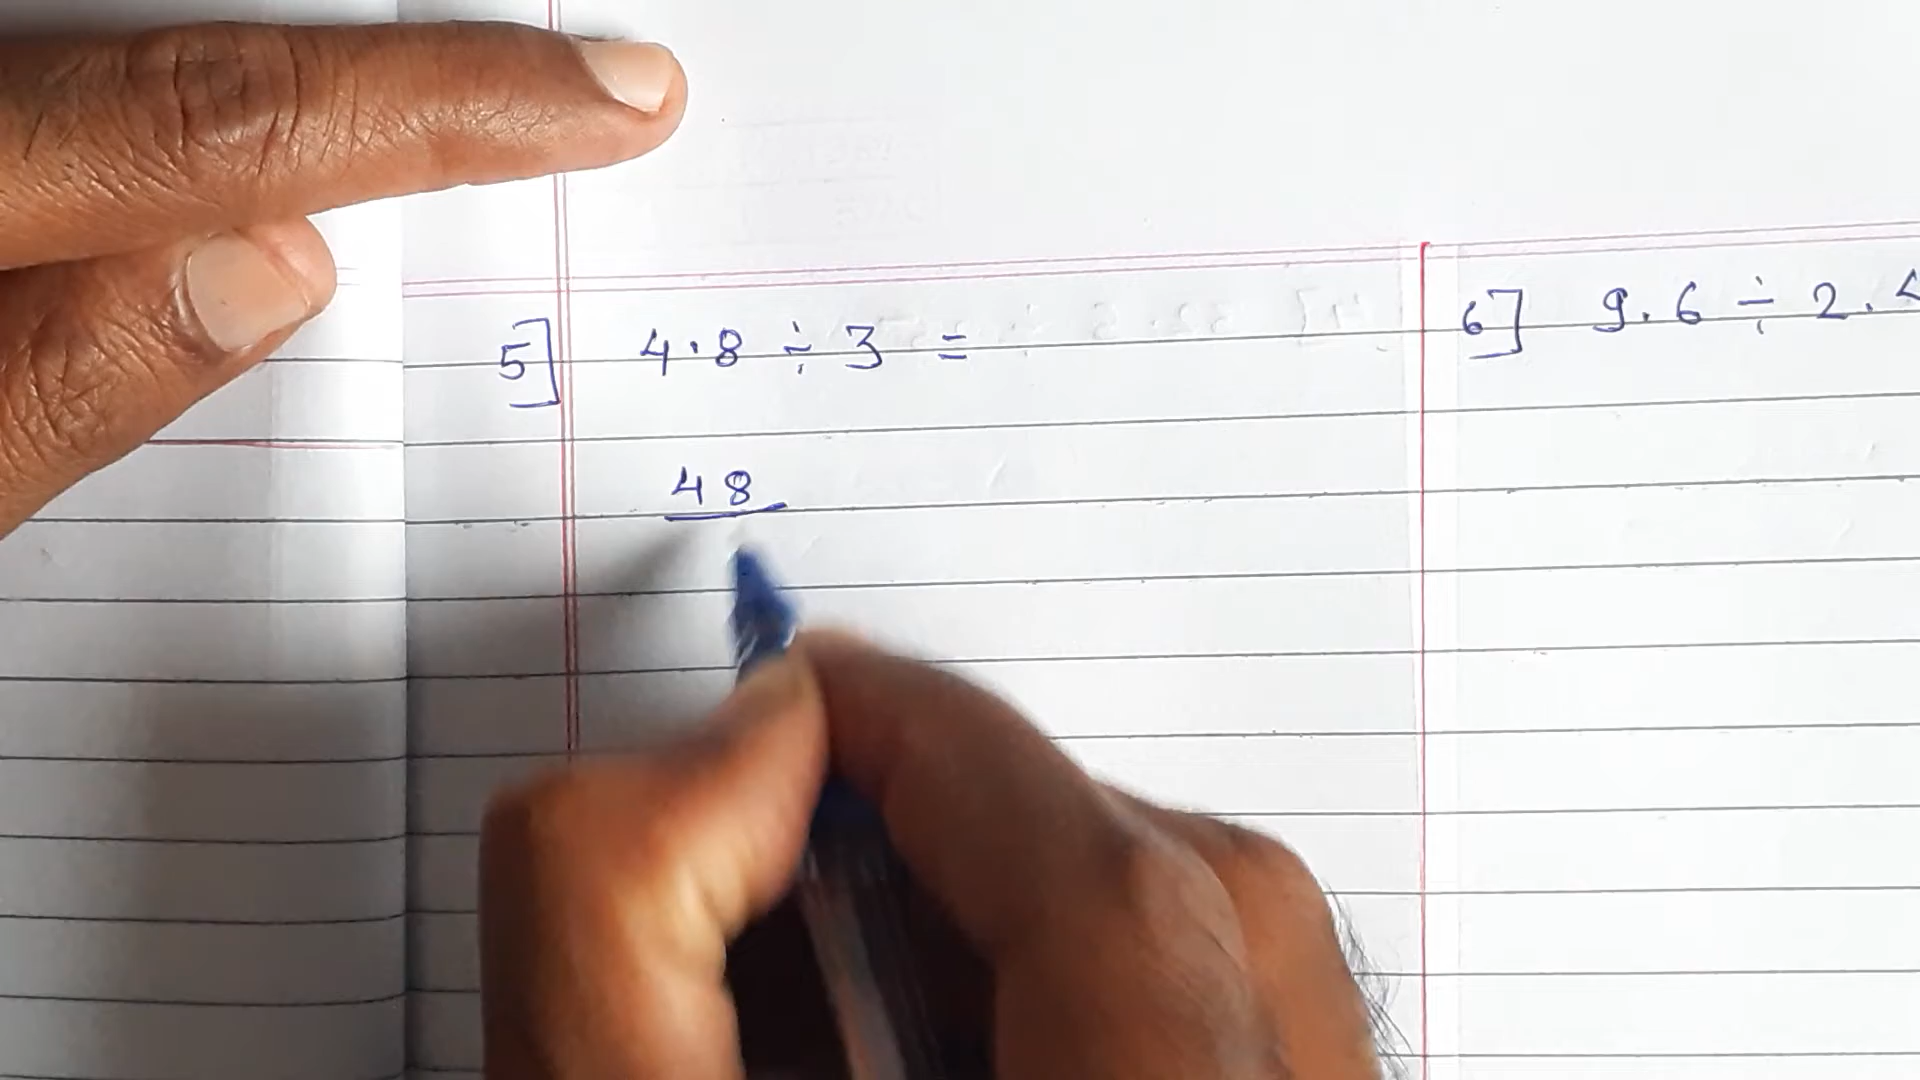 5] 4.8 ÷ 3 =
48
6] 9.6 ÷ 2.